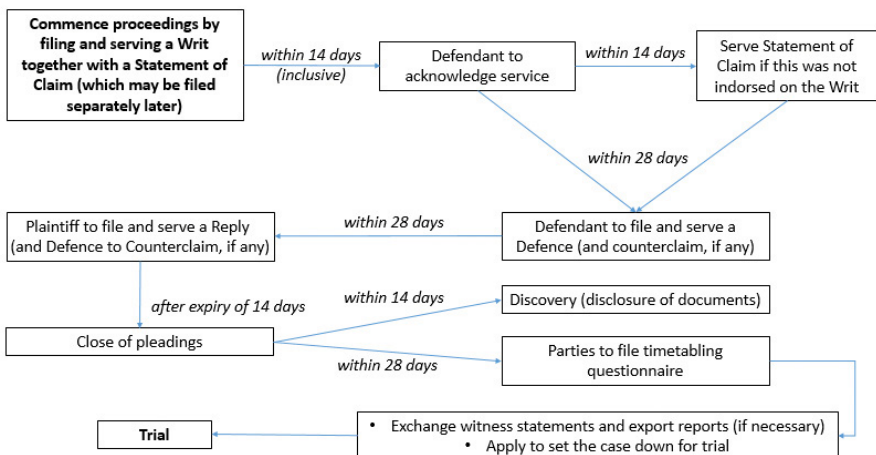 Commence proceedings by
filing and serving a Writ
together with a Statement of
Claim (which may be filed
separately later)
within 14 days
(inclusive)
Defendant to
acknowledge service
within 14 days
Serve Statement of
Claim if this was not
indorsed on the Writ
within 28 days
Plaintiff to file and serve a Reply
(and Defence to Counterclaim, if any)
within 28 days
Defendant to file and serve a
Defence (and counterclaim, if any)
after expiry of 14 days
within 14 days
Discovery (disclosure of documents)
Close of pleadings
within 28 days
Parties to file timetabling
questionnaire
• Exchange witness statements and export reports (if necessary)
• Apply to set the case down for trial
Trial